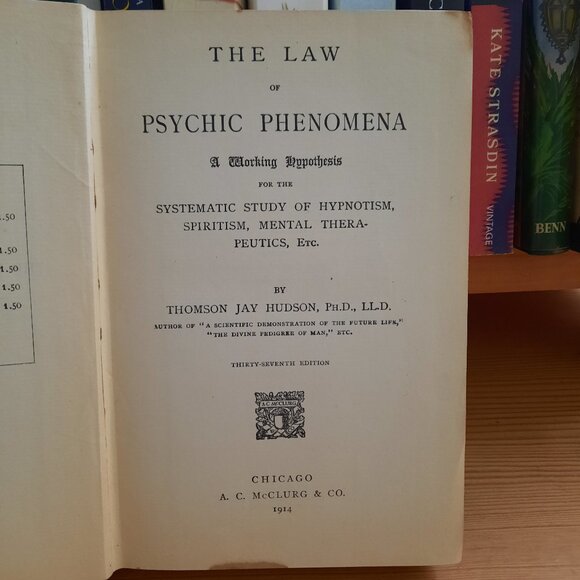 1.50
1.50
1.50
1.50
1.50
THE LAW
OF
PSYCHIC PHENOMENA
A Working Hypothesis
FOR THE
SYSTEMATIC STUDY OF HYPNOTISM,
SPIRITISM, MENTAL THERA-
PEUTICS, ETC.
BY
THOMSON JAY HUDSON, PH.D., LL.D.
AUTHOR OF "A SCIENTIFIC DEMONSTRATION OF THE FUTURE LIFE,"
"THE DIVINE PEDIGREE OF MAN," ETC.
THIRTY-SEVENTH EDITION
A.C. McCLURG
CHICAGO
A. C. McCLURG & CO.
1914
KATE STRASDIN
VINTAGE
BENN